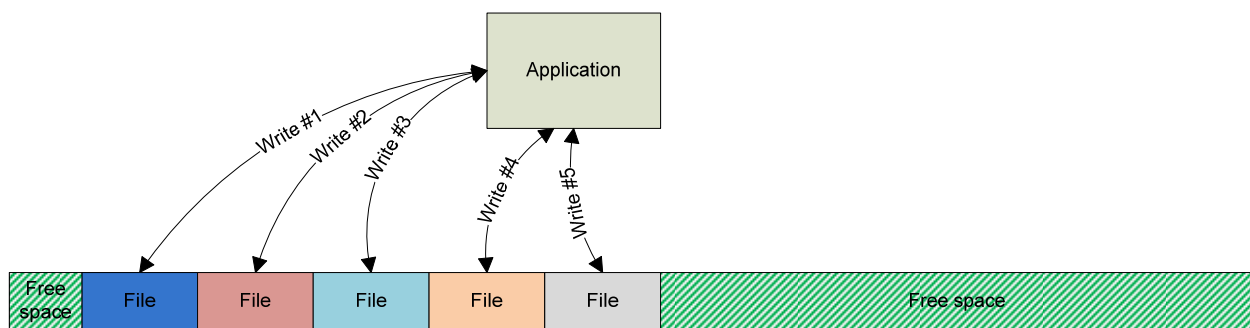 Application
Write #1
Write #2
Write #3
Write #4
Write #5
Free
space
File
File
File
File
File
Free space